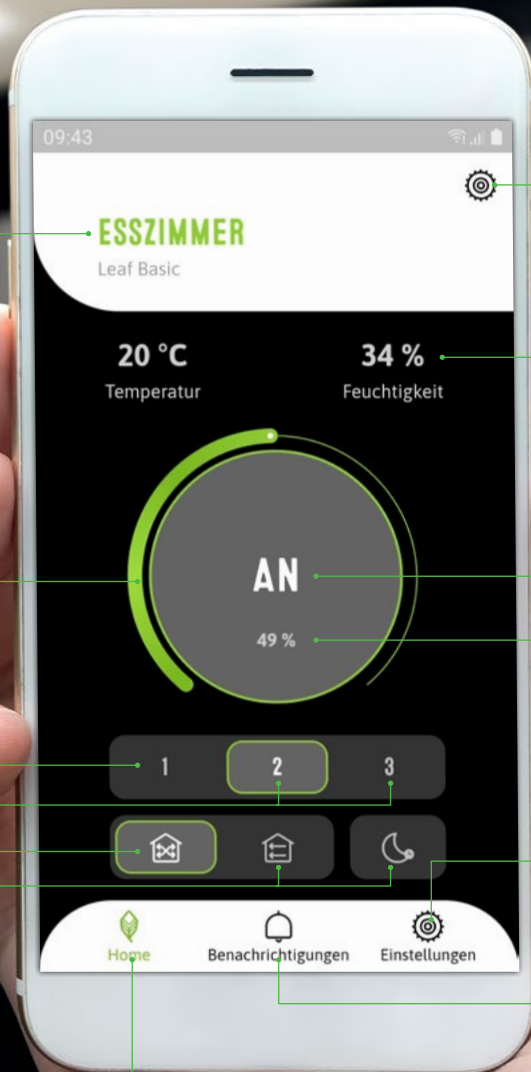 09:43
ESSZIMMER
Leaf Basic
20 °C
34 %
Temperatur
Feuchtigkeit
AN
49 %
1 2 3
Home Benachrichtigungen Einstellungen